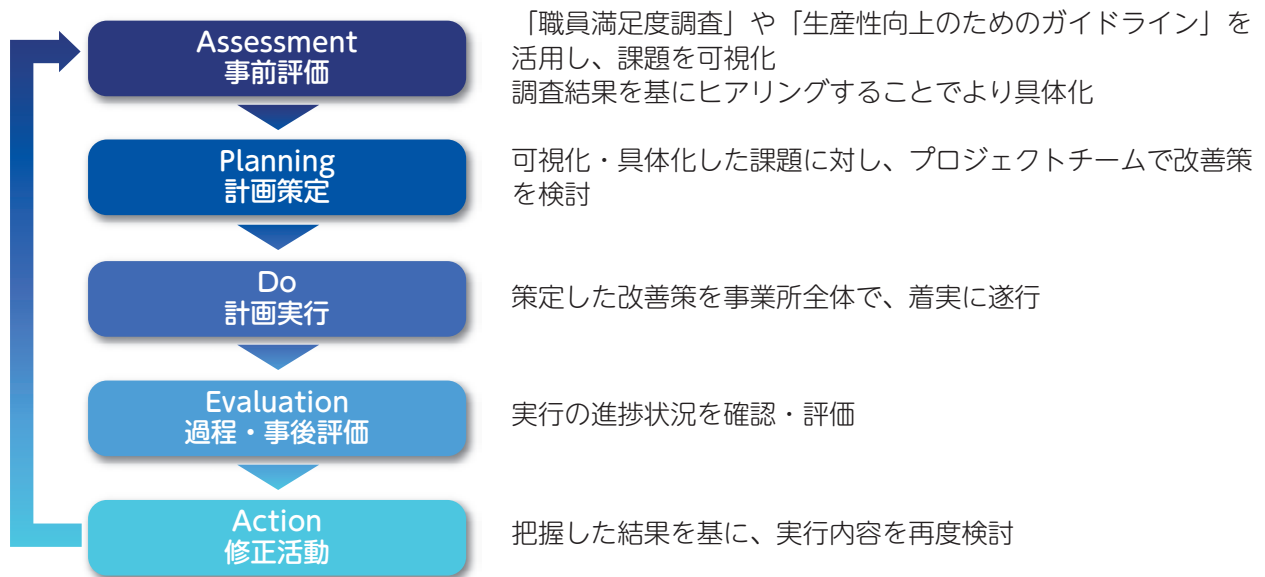 Assessment
事前評価
「職員満足度調査」や「生産性向上のためのガイドライン」を
活用し、課題を可視化
調査結果を基にヒアリングすることでより具体化
Planning
計画策定
可視化・具体化した課題に対し、プロジェクトチームで改善策
を検討
Do
計画実行
策定した改善策を事業所全体で、着実に遂行
Evaluation
過程・事後評価
実行の進捗状況を確認・評価
Action
修正活動
把握した結果を基に、実行内容を再度検討